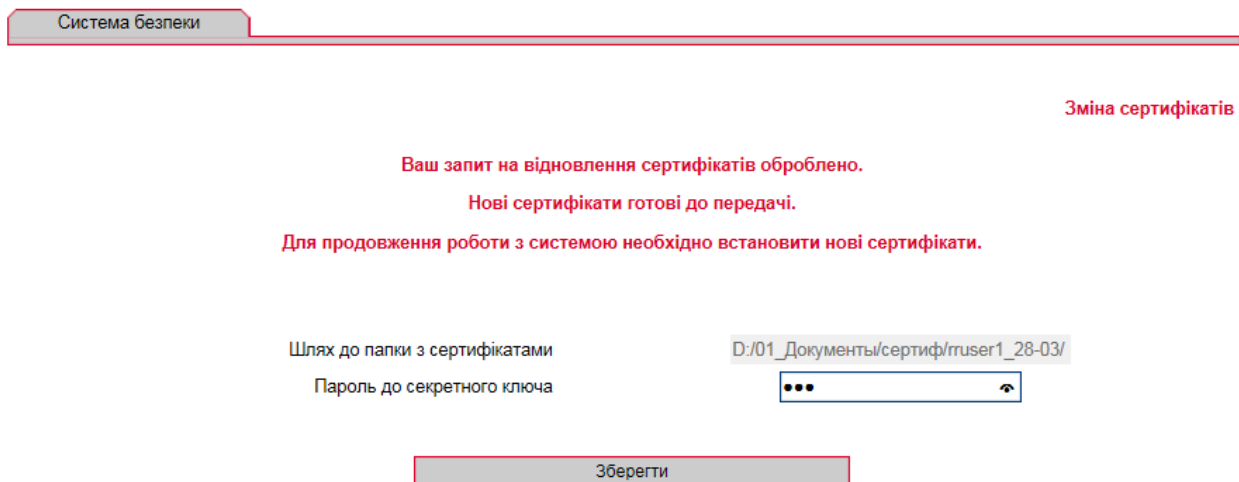 Система безпеки
Зміна сертифікатів
Ваш запит на відновлення сертифікатів оброблено.
Нові сертифікати готові до передачі.
Для продовження роботи з системою необхідно встановити нові сертифікати.
Шлях до папки з сертифікатами D:/01_Документы/сертиф/rruser1_28-03/
Пароль до секретного ключа •••
Зберегти